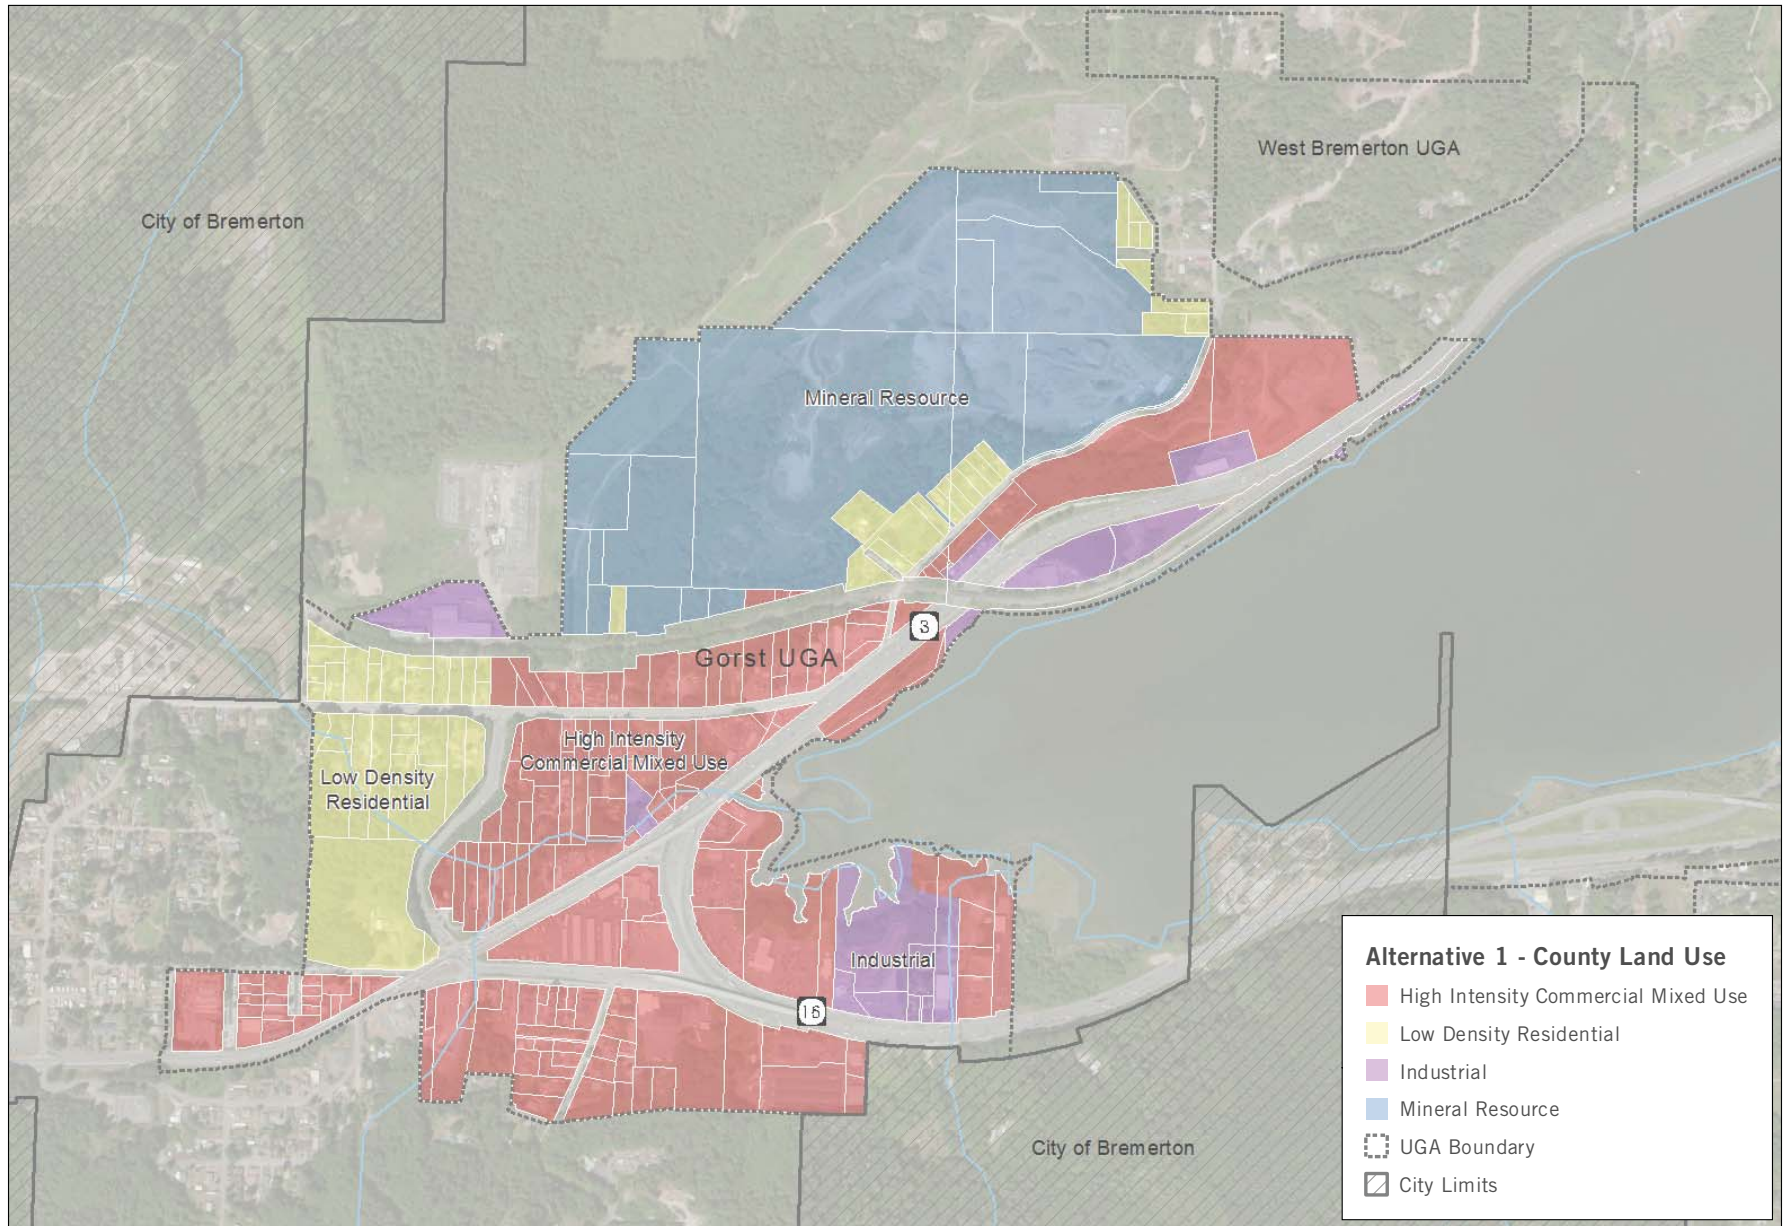 West Bremerton UGA
City of Bremerton
Mineral Resource
3
Gorst UGA
High Intensity
Commercial Mixed Use
Low Density
Residential
Industrial
16
City of Bremerton
Alternative 1 - County Land Use
High Intensity Commercial Mixed Use
Low Density Residential
Industrial
Mineral Resource
UGA Boundary
City Limits